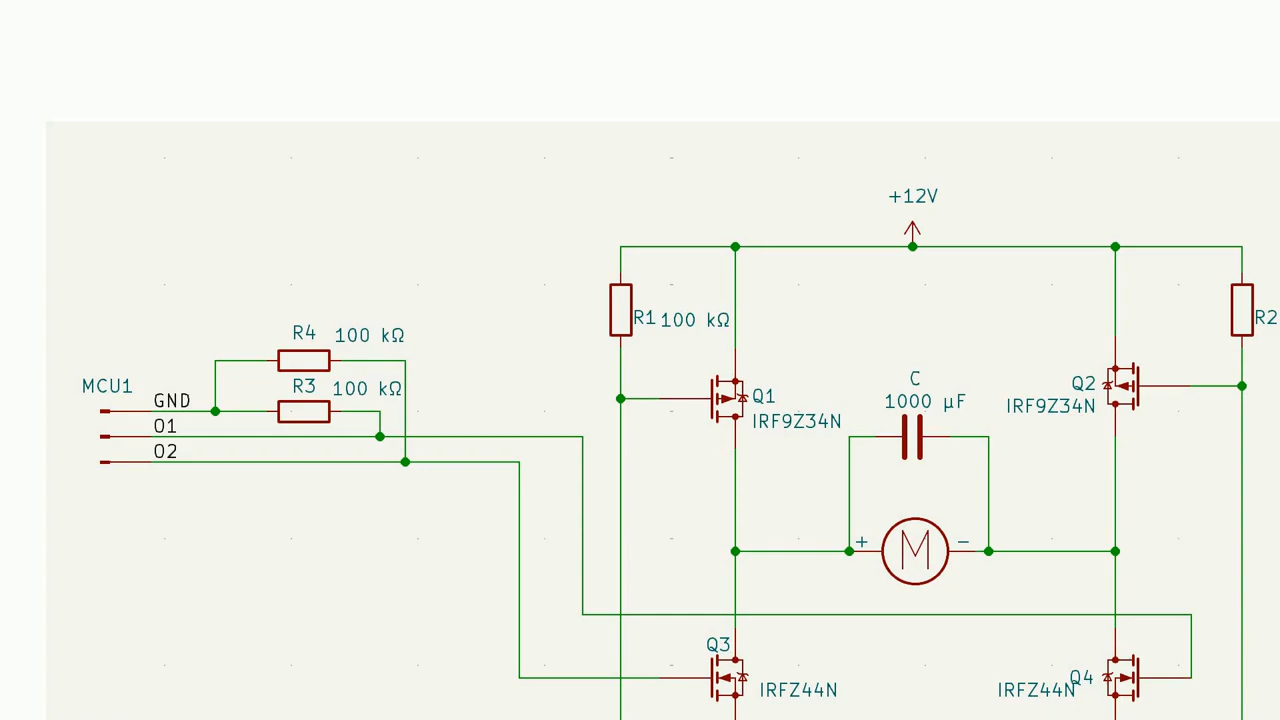 +12V
R1 100 kΩ
R2
R4 100 kΩ
MCU1
R3 100 kΩ
GND
O1
O2
Q1
IRF9Z34N
C
1000 µF
Q2
IRF9Z34N
+
M
−
Q3
IRFZ44N
Q4
IRFZ44N